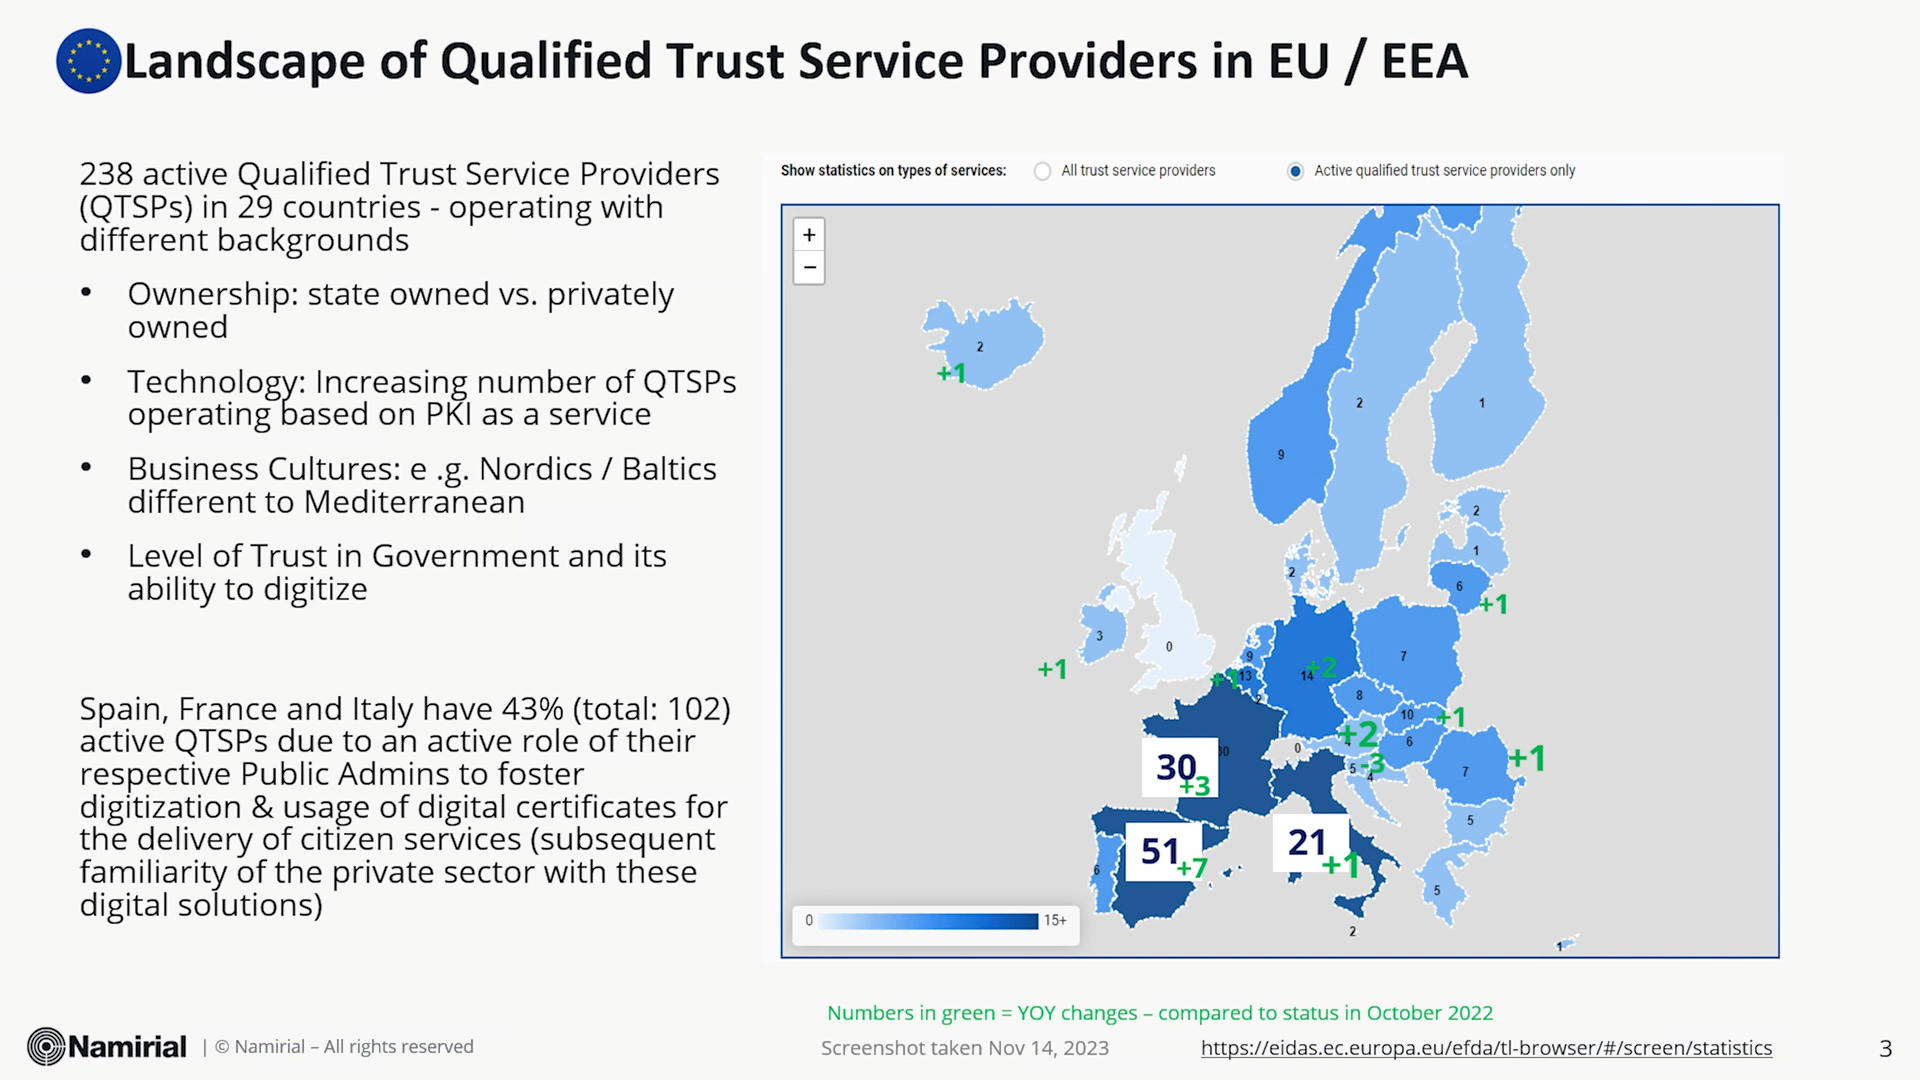 Landscape of Qualified Trust Service Providers in EU / EEA
238 active Qualified Trust Service Providers
(QTSPs) in 29 countries - operating with
different backgrounds
• Ownership: state owned vs. privately
owned
• Technology: Increasing number of QTSPs
operating based on PKI as a service
• Business Cultures: e .g. Nordics / Baltics
different to Mediterranean
• Level of Trust in Government and its
ability to digitize
Spain, France and Italy have 43% (total: 102)
active QTSPs due to an active role of their
respective Public Admins to foster
digitization & usage of digital certificates for
the delivery of citizen services (subsequent
familiarity of the private sector with these
digital solutions)
Show statistics on types of services: All trust service providers Active qualified trust service providers only
+
−
2
+1
2
1
9
2
1
2
6
+1
3
0
+1
9
+1
13
14
+2
7
2
8
10
+1
+2
4
0
6
-3
5
4
+1
7
30
+3
5
51
+7
21
+1
6
5
2
1
0 15+
Numbers in green = YOY changes – compared to status in October 2022
Namirial | © Namirial – All rights reserved
Screenshot taken Nov 14, 2023
https://eidas.ec.europa.eu/efda/tl-browser/#/screen/statistics
3